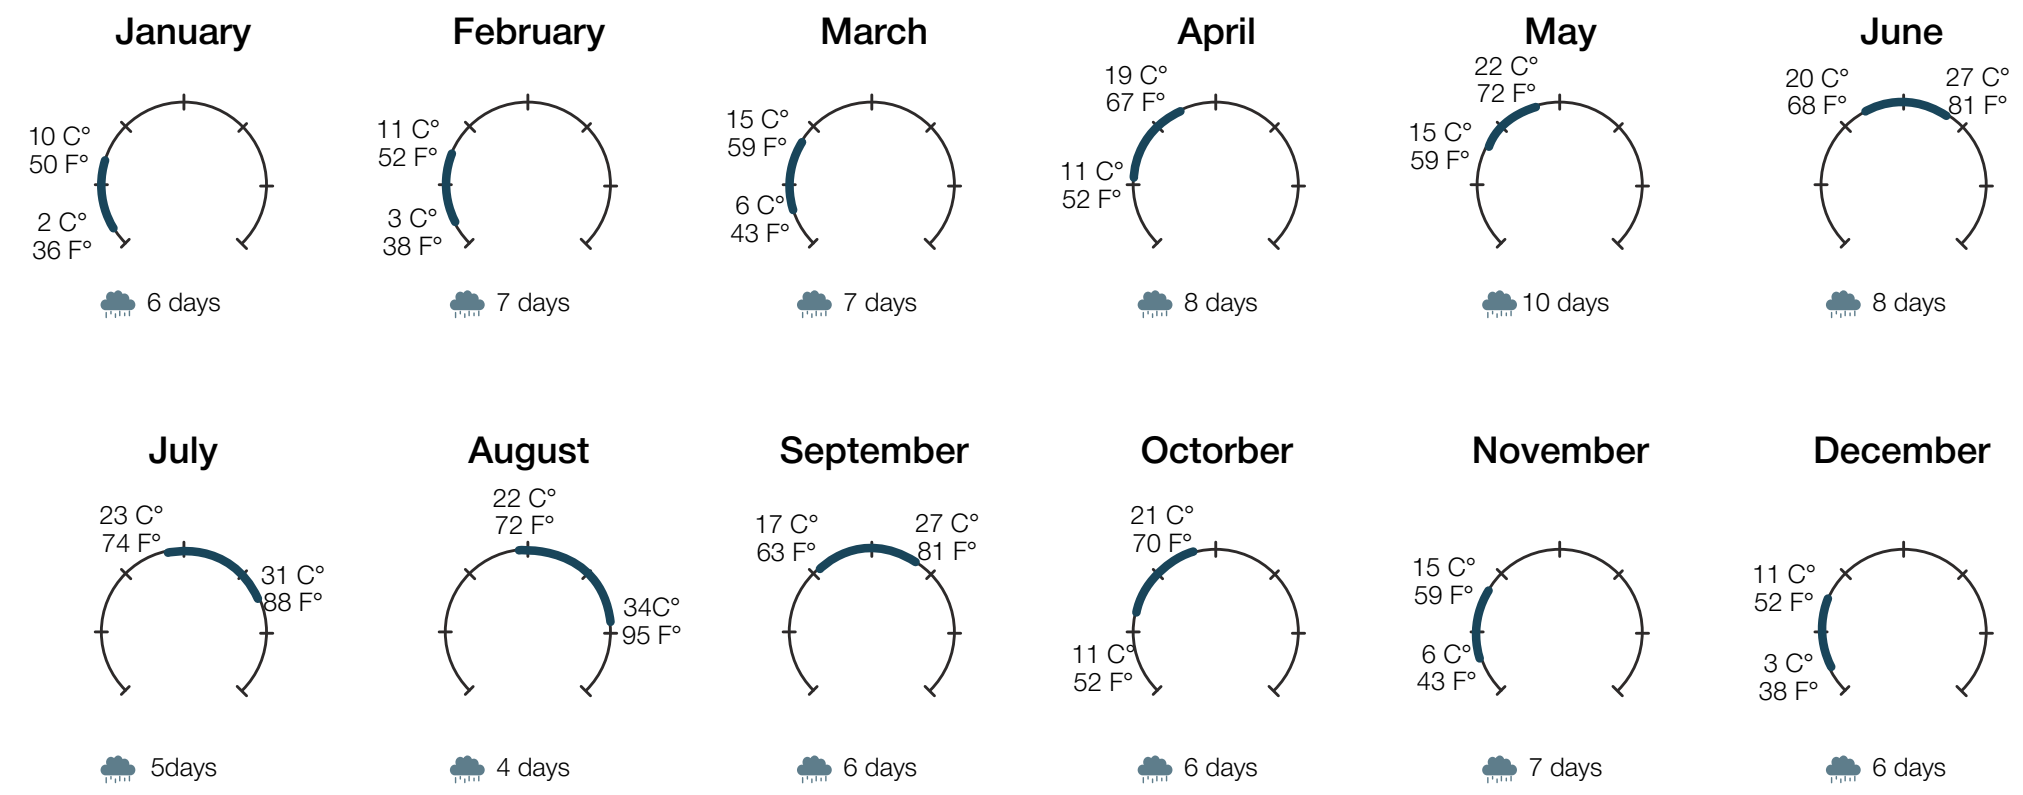 January
10 C°
50 F°
2 C°
36 F°
6 days
February
11 C°
52 F°
3 C°
38 F°
7 days
March
15 C°
59 F°
6 C°
43 F°
7 days
April
19 C°
67 F°
11 C°
52 F°
8 days
May
22 C°
72 F°
15 C°
59 F°
10 days
June
20 C°
68 F°
27 C°
81 F°
8 days
July
23 C°
74 F°
31 C°
88 F°
5days
August
22 C°
72 F°
34C°
95 F°
4 days
September
17 C°
63 F°
27 C°
81 F°
6 days
Octorber
21 C°
70 F°
11 C°
52 F°
6 days
November
15 C°
59 F°
6 C°
43 F°
7 days
December
11 C°
52 F°
3 C°
38 F°
6 days